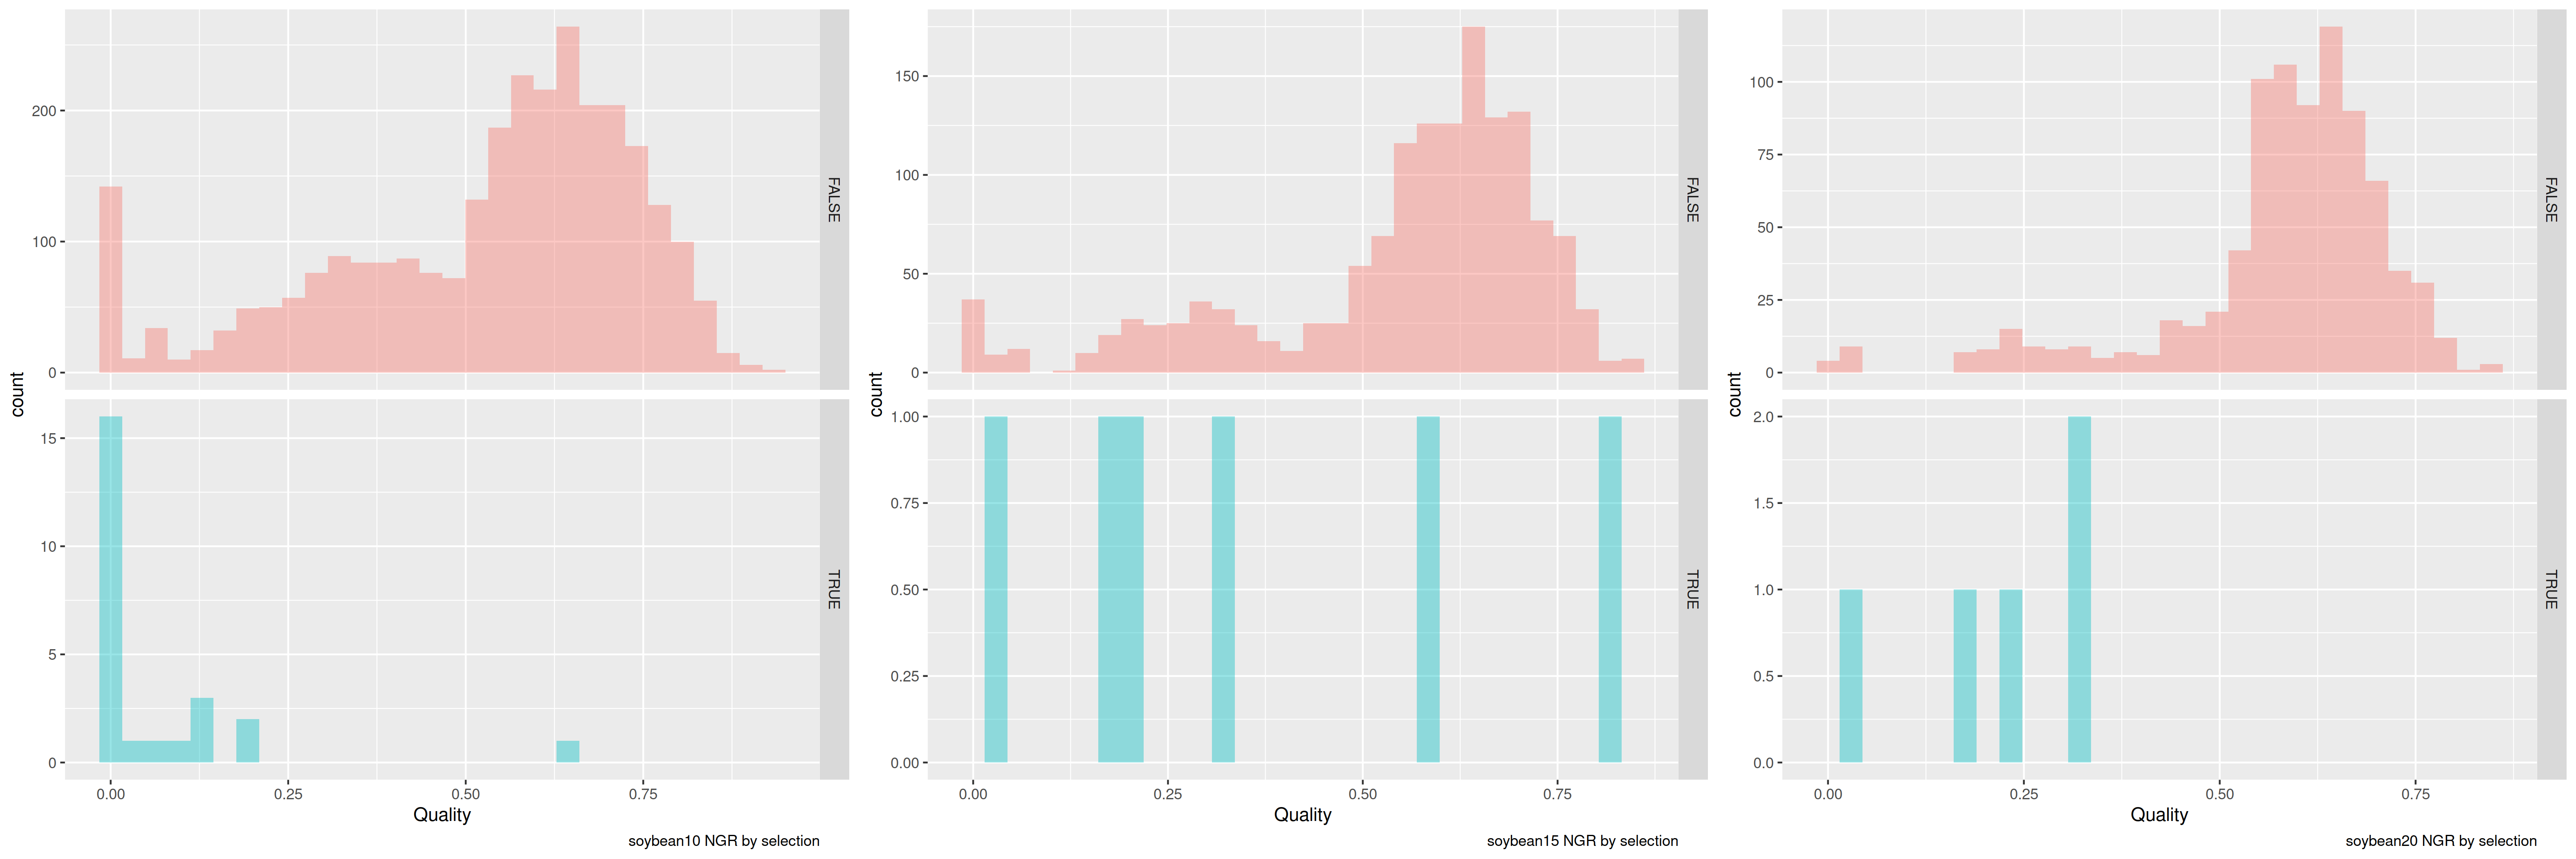 count
200
100
0
FALSE
15
10
5
0
TRUE
0.00 0.25 0.50 0.75
Quality
soybean10 NGR by selection
count
150
100
50
0
FALSE
1.00
0.75
0.50
0.25
0.00
TRUE
0.00 0.25 0.50 0.75
Quality
soybean15 NGR by selection
count
100
75
50
25
0
FALSE
2.0
1.5
1.0
0.5
0.0
TRUE
0.00 0.25 0.50 0.75
Quality
soybean20 NGR by selection